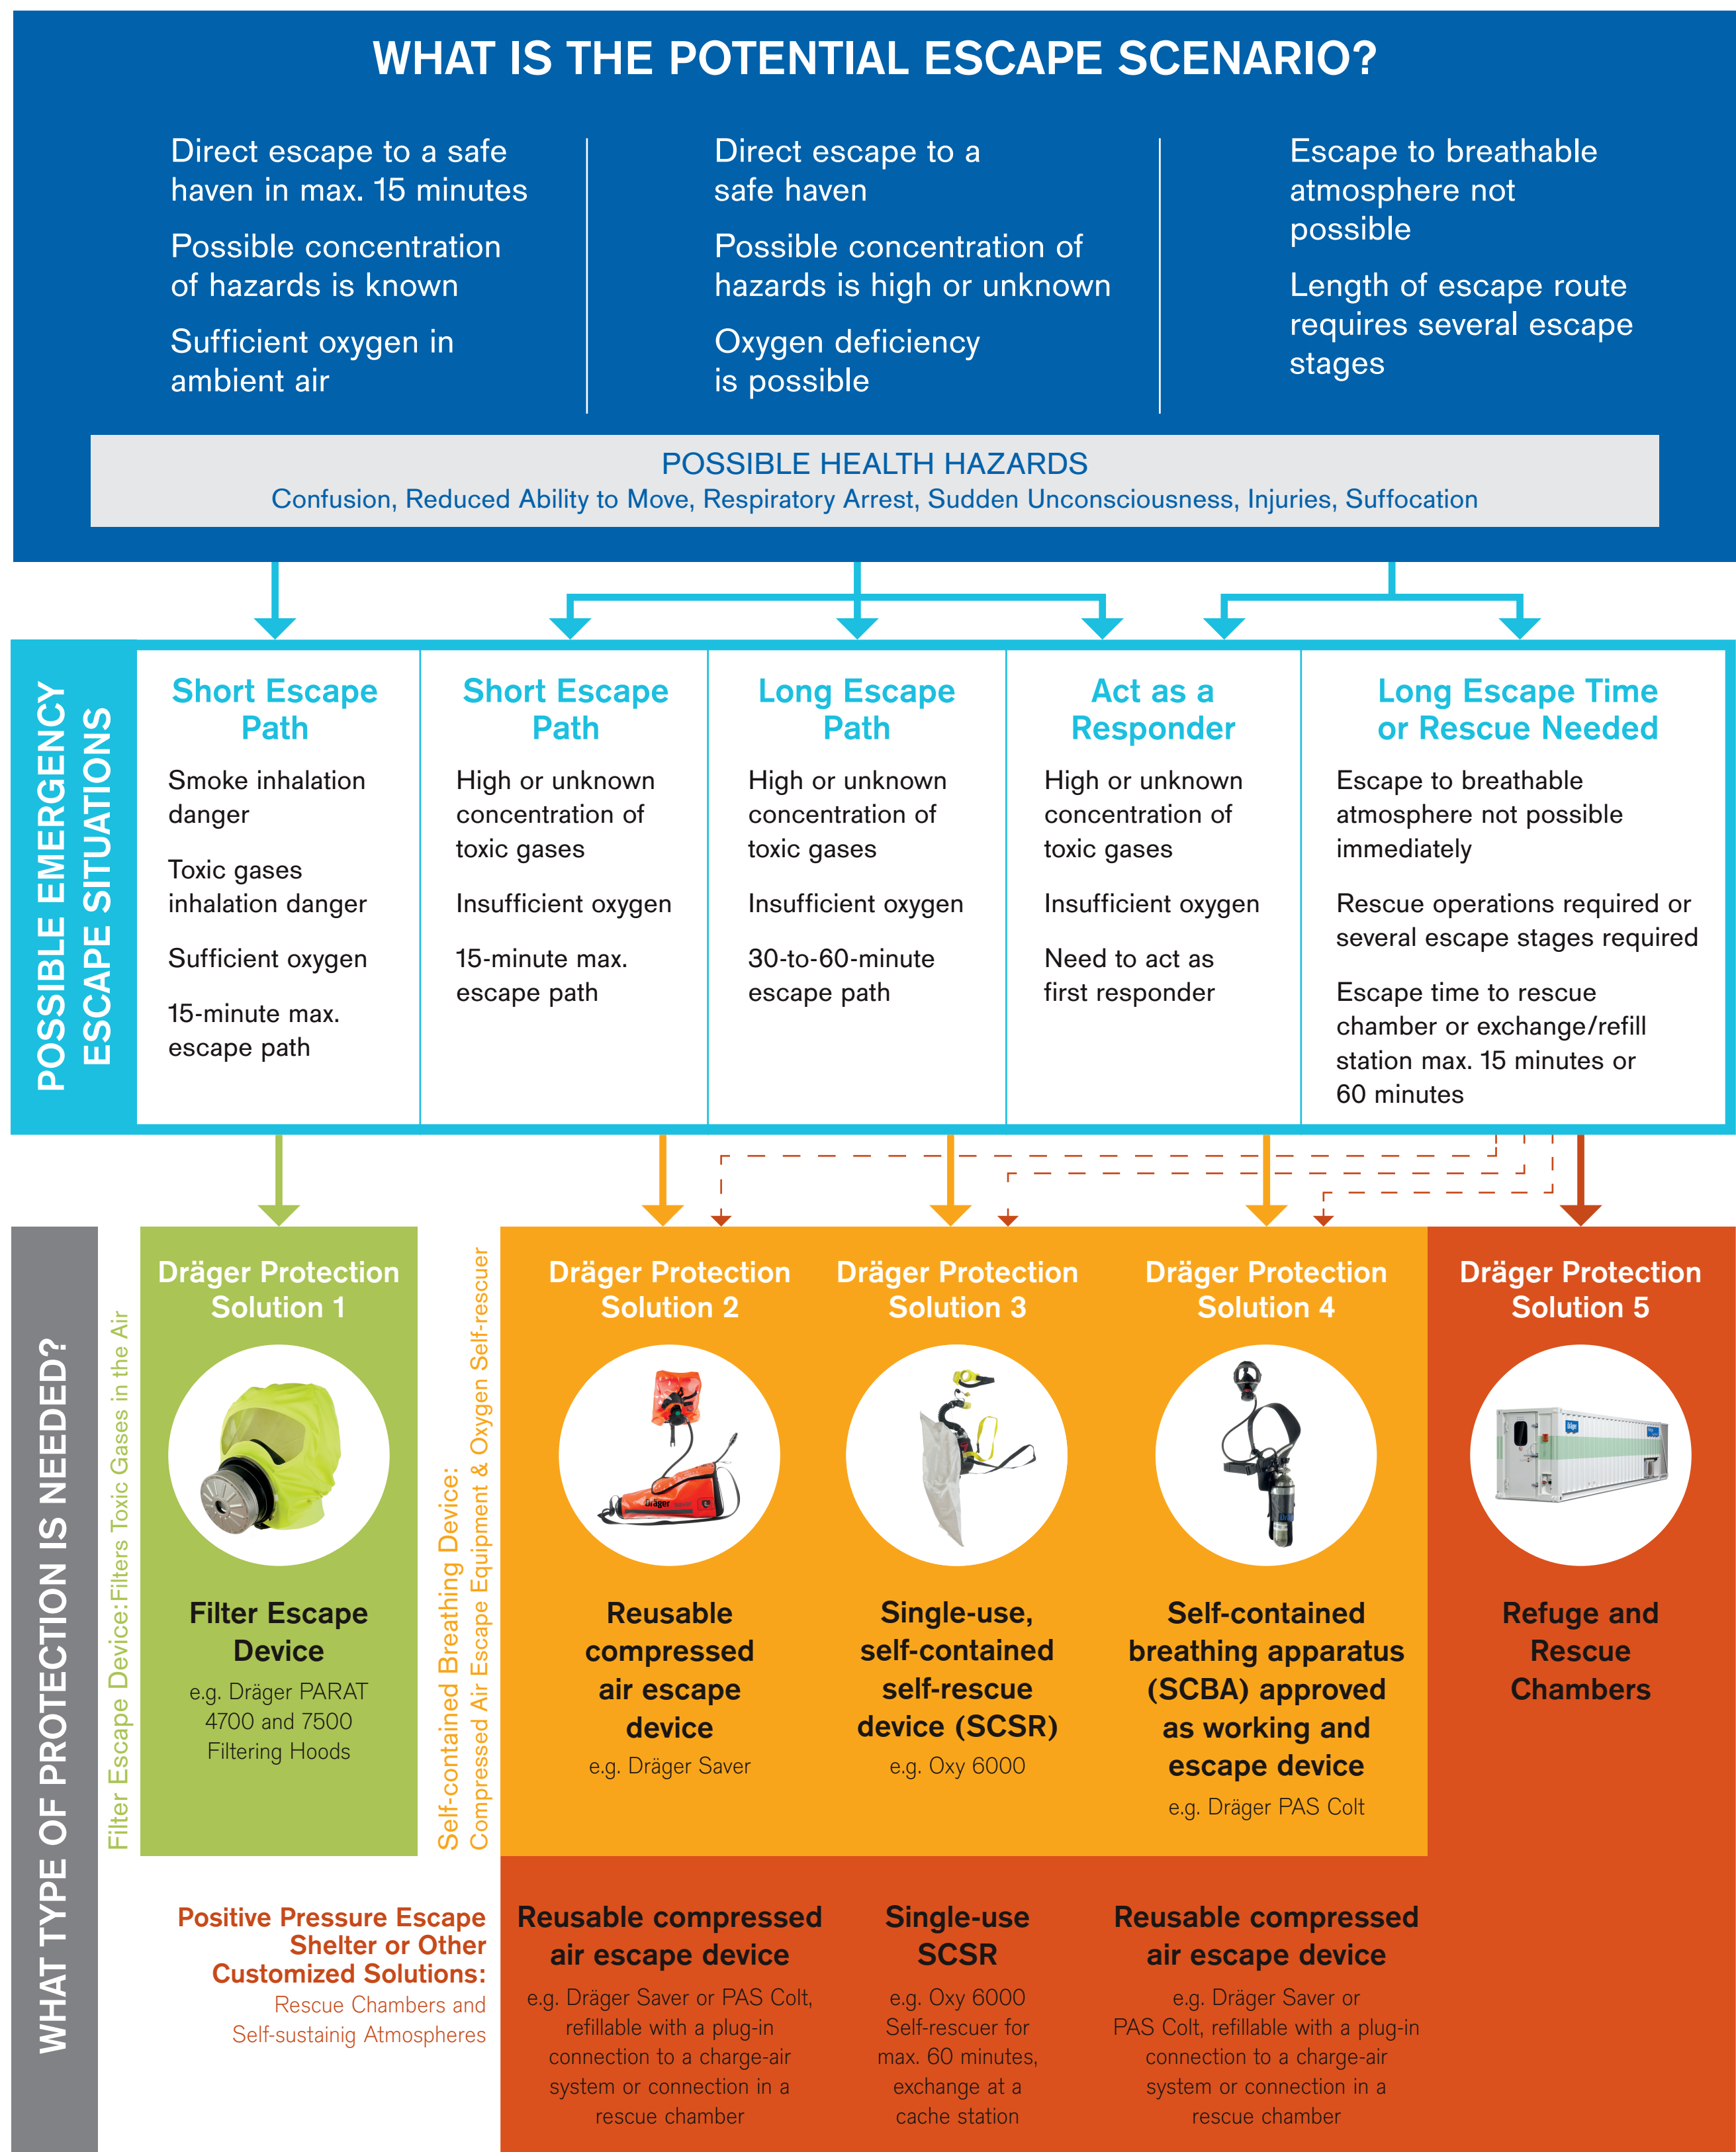 WHAT IS THE POTENTIAL ESCAPE SCENARIO?
Direct escape to a safe
haven in max. 15 minutes
Possible concentration
of hazards is known
Sufficient oxygen in
ambient air
Direct escape to a
safe haven
Possible concentration of
hazards is high or unknown
Oxygen deficiency
is possible
Escape to breathable
atmosphere not
possible
Length of escape route
requires several escape
stages
POSSIBLE HEALTH HAZARDS
Confusion, Reduced Ability to Move, Respiratory Arrest, Sudden Unconsciousness, Injuries, Suffocation
POSSIBLE EMERGENCY
ESCAPE SITUATIONS
Short Escape
Path
Smoke inhalation
danger
Toxic gases
inhalation danger
Sufficient oxygen
15-minute max.
escape path
Short Escape
Path
High or unknown
concentration of
toxic gases
Insufficient oxygen
15-minute max.
escape path
Long Escape
Path
High or unknown
concentration of
toxic gases
Insufficient oxygen
30-to-60-minute
escape path
Act as a
Responder
High or unknown
concentration of
toxic gases
Insufficient oxygen
Need to act as
first responder
Long Escape Time
or Rescue Needed
Escape to breathable
atmosphere not possible
immediately
Rescue operations required or
several escape stages required
Escape time to rescue
chamber or exchange/refill
station max. 15 minutes or
60 minutes
WHAT TYPE OF PROTECTION IS NEEDED?
Filter Escape Device: Filters Toxic Gases in the Air
Dräger Protection
Solution 1
Filter Escape
Device
e.g. Dräger PARAT
4700 and 7500
Filtering Hoods
Self-contained Breathing Device:
Compressed Air Escape Equipment & Oxygen Self-rescuer
Dräger Protection
Solution 2
Dräger
Reusable
compressed
air escape
device
e.g. Dräger Saver
Dräger Protection
Solution 3
Single-use,
self-contained
self-rescue
device (SCSR)
e.g. Oxy 6000
Dräger Protection
Solution 4
Self-contained
breathing apparatus
(SCBA) approved
as working and
escape device
e.g. Dräger PAS Colt
Dräger Protection
Solution 5
Dräger
Refuge and
Rescue
Chambers
Positive Pressure Escape
Shelter or Other
Customized Solutions:
Rescue Chambers and
Self-sustainig Atmospheres
Reusable compressed
air escape device
e.g. Dräger Saver or PAS Colt,
refillable with a plug-in
connection to a charge-air
system or connection in a
rescue chamber
Single-use
SCSR
e.g. Oxy 6000
Self-rescuer for
max. 60 minutes,
exchange at a
cache station
Reusable compressed
air escape device
e.g. Dräger Saver or
PAS Colt, refillable with a plug-in
connection to a charge-air
system or connection in a
rescue chamber